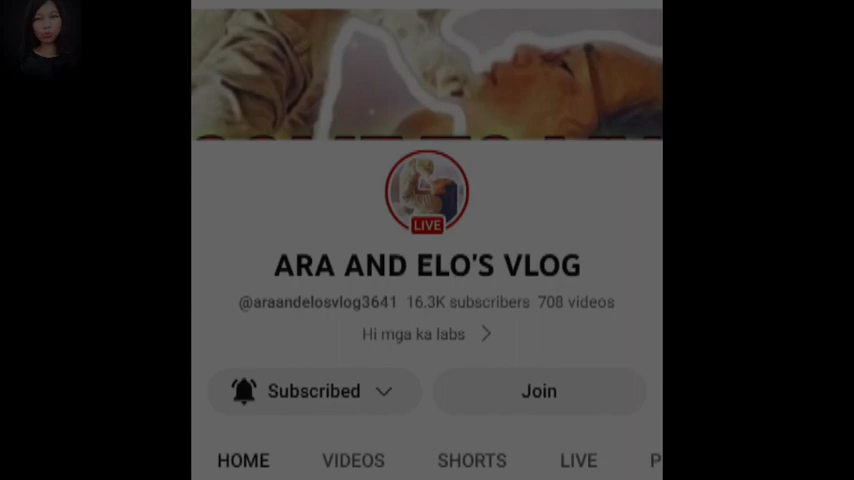 LIVE
ARA AND ELO'S VLOG
@araandelosvlog3641 16.3K subscribers 708 videos
Hi mga ka labs
Subscribed
Join
HOME VIDEOS SHORTS LIVE P